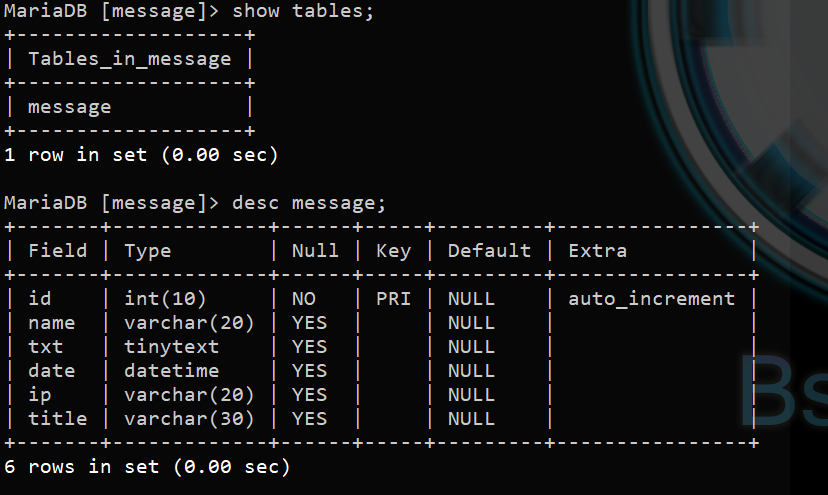 MariaDB [message]> show tables;
+-------------------+
| Tables_in_message |
+-------------------+
| message           |
+-------------------+
1 row in set (0.00 sec)

MariaDB [message]> desc message;
+-------+-------------+------+-----+---------+----------------+
| Field | Type        | Null | Key | Default | Extra          |
+-------+-------------+------+-----+---------+----------------+
| id    | int(10)     | NO   | PRI | NULL    | auto_increment |
| name  | varchar(20) | YES  |     | NULL    |                |
| txt   | tinytext    | YES  |     | NULL    |                |
| date  | datetime    | YES  |     | NULL    |                |
| ip    | varchar(20) | YES  |     | NULL    |                |
| title | varchar(30) | YES  |     | NULL    |                |
+-------+-------------+------+-----+---------+----------------+
6 rows in set (0.00 sec)